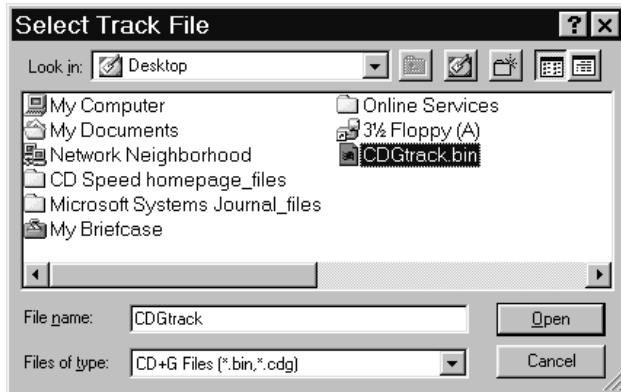 Select Track File
Look in: Desktop
My Computer
My Documents
Network Neighborhood
CD Speed homepage_files
Microsoft Systems Journal_files
My Briefcase
Online Services
3½ Floppy (A)
CDGtrack.bin
File name: CDGtrack Open
Files of type: CD+G Files (*.bin,*.cdg) Cancel